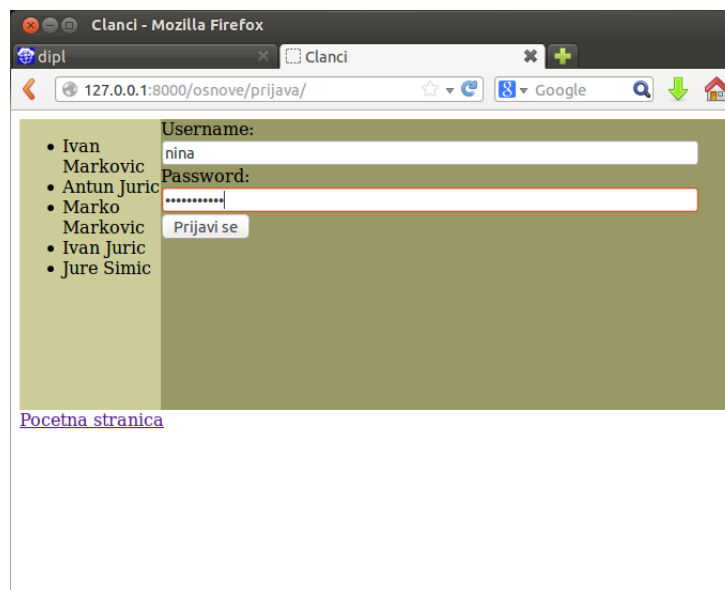 Clanci - Mozilla Firefox
dipl
Clanci
127.0.0.1:8000/osnove/prijava/
Google
Username:
nina
Password:
•••••••••••
Prijavi se
Ivan
Markovic
Antun Juric
Marko
Markovic
Ivan Juric
Jure Simic
Pocetna stranica